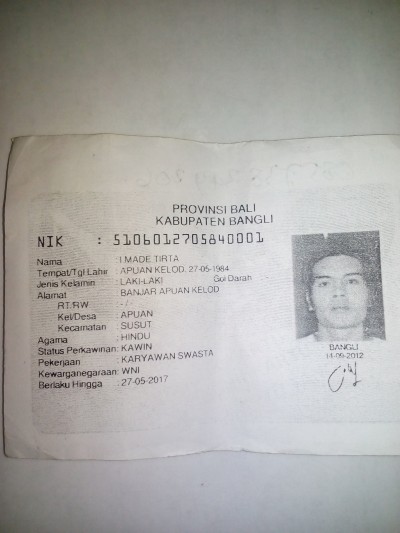 PROVINSI BALI
KABUPATEN BANGLI
NIK : 5106012705840001
Nama : I MADE TIRTA
Tempat/Tgl Lahir : APUAN KELOD, 27-05-1984
Jenis Kelamin : LAKI-LAKI Gol Darah
Alamat : BANJAR APUAN KELOD
RT/RW : - / -
Kel/Desa : APUAN
Kecamatan : SUSUT
Agama : HINDU
Status Perkawinan: KAWIN
Pekerjaan : KARYAWAN SWASTA
Kewarganegaraan: WNI
Berlaku Hingga : 27-05-2017
BANGLI
14-09-2012